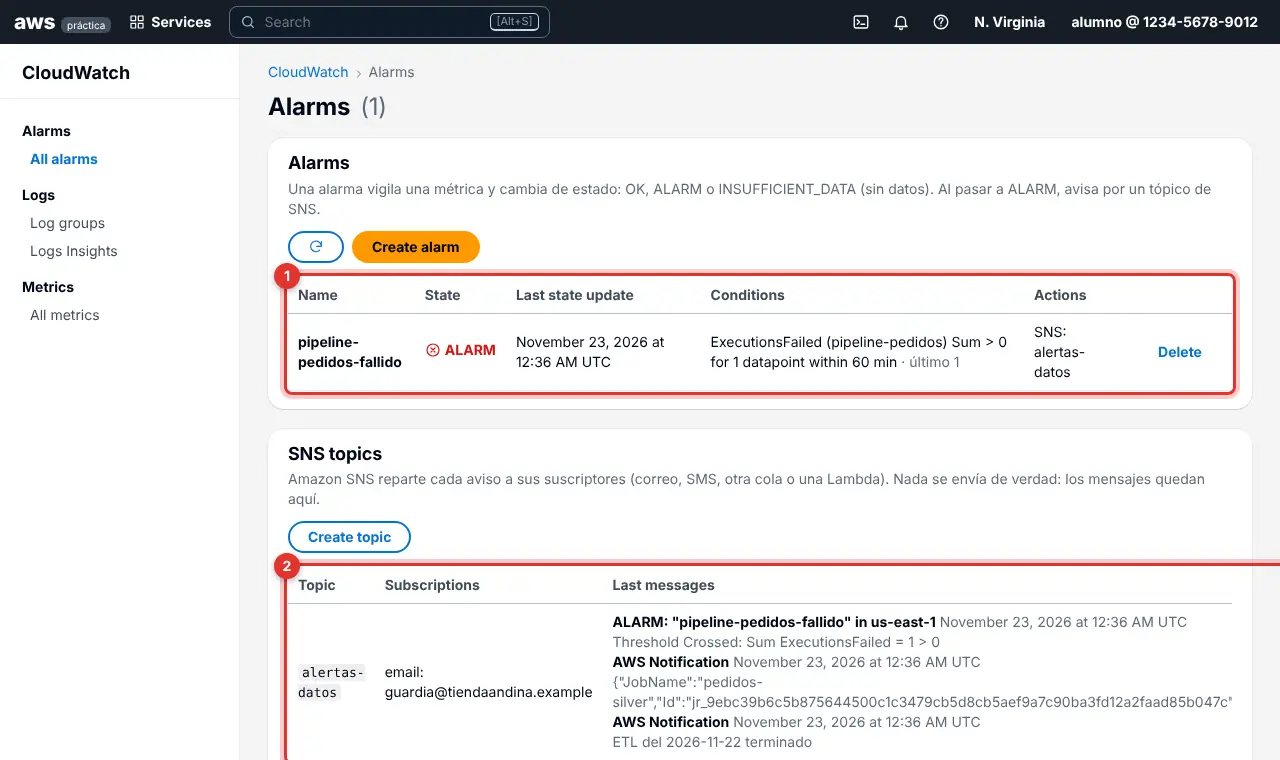 aws práctica Services Search [Alt+S] N. Virginia alumno @ 1234-5678-9012
CloudWatch
Alarms
All alarms
Logs
Log groups
Logs Insights
Metrics
All metrics
CloudWatch › Alarms
Alarms (1)
Alarms
Una alarma vigila una métrica y cambia de estado: OK, ALARM o INSUFFICIENT_DATA (sin datos). Al pasar a ALARM, avisa por un tópico de
SNS.
Create alarm
1
Name State Last state update Conditions Actions
pipeline-
pedidos-fallido
ALARM
November 23, 2026 at
12:36 AM UTC
ExecutionsFailed (pipeline-pedidos) Sum > 0
for 1 datapoint within 60 min · último 1
SNS:
alertas-
datos
Delete
SNS topics
Amazon SNS reparte cada aviso a sus suscriptores (correo, SMS, otra cola o una Lambda). Nada se envía de verdad: los mensajes quedan
aquí.
Create topic
2
Topic Subscriptions Last messages
alertas-
datos
email:
guardia@tiendaandina.example
ALARM: "pipeline-pedidos-fallido" in us-east-1 November 23, 2026 at 12:36 AM UTC
Threshold Crossed: Sum ExecutionsFailed = 1 > 0
AWS Notification November 23, 2026 at 12:36 AM UTC
{"JobName":"pedidos-
silver","Id":"jr_9ebc39b6c5b875644500c1c3479cb5d8cb5aef9a7c90ba3fd12a2faad85b047c"
AWS Notification November 23, 2026 at 12:36 AM UTC
ETL del 2026-11-22 terminado